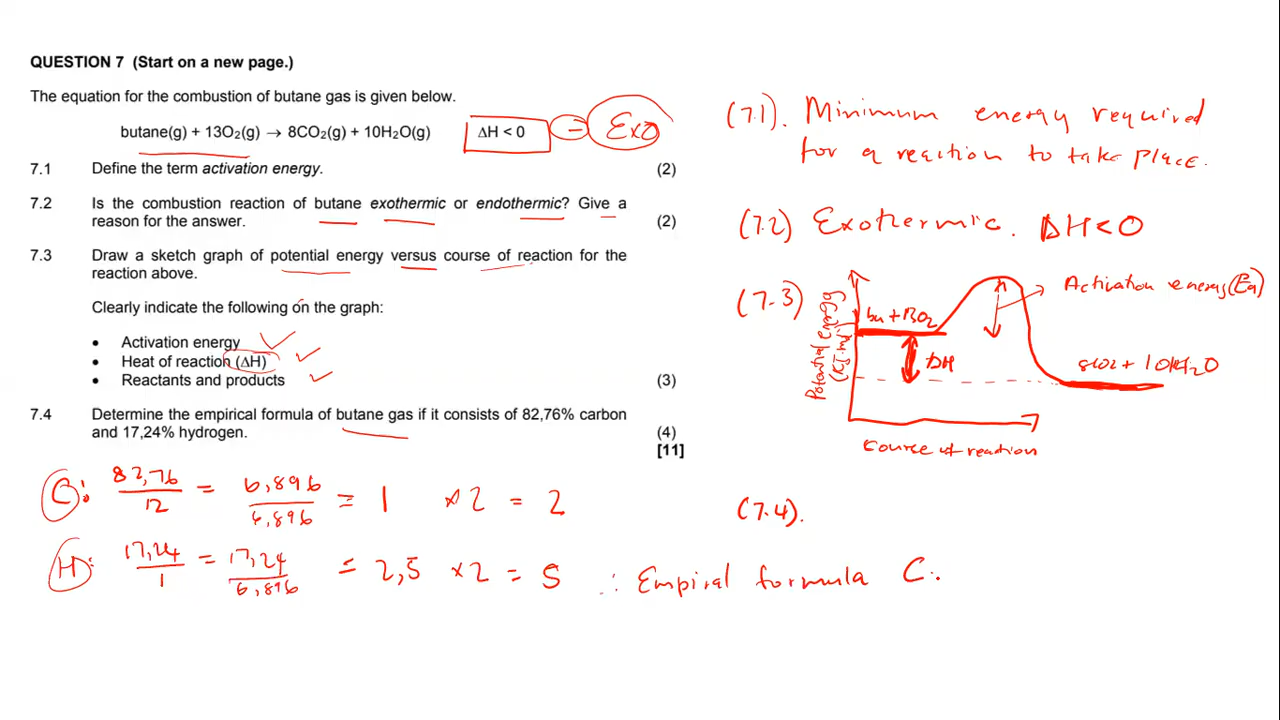 QUESTION 7 (Start on a new page.)
The equation for the combustion of butane gas is given below.
butane(g) + 13O₂(g) → 8CO₂(g) + 10H₂O(g) ΔH < 0 = Exo
7.1 Define the term activation energy. (2)
7.2 Is the combustion reaction of butane exothermic or endothermic? Give a
reason for the answer. (2)
7.3 Draw a sketch graph of potential energy versus course of reaction for the
reaction above.
Clearly indicate the following on the graph:
• Activation energy
• Heat of reaction (ΔH)
• Reactants and products (3)
7.4 Determine the empirical formula of butane gas if it consists of 82,76% carbon
and 17,24% hydrogen. (4)
[11]
C: 82,76/12 = 6,896/6,896 = 1 ×2 = 2
H: 17,24/1 = 17,24/6,896 = 2,5 ×2 = 5 ∴ Empiral formula C:
(7.1). Minimum energy required
for a reaction to take place.
(7.2) Exothermic. ΔH<0
(7.3)
Potential energy
(KJ.mol
bu + 13O2
Activation energy (Ea)
ΔH
8CO2 + 10H2O
Course of reaction
(7.4).